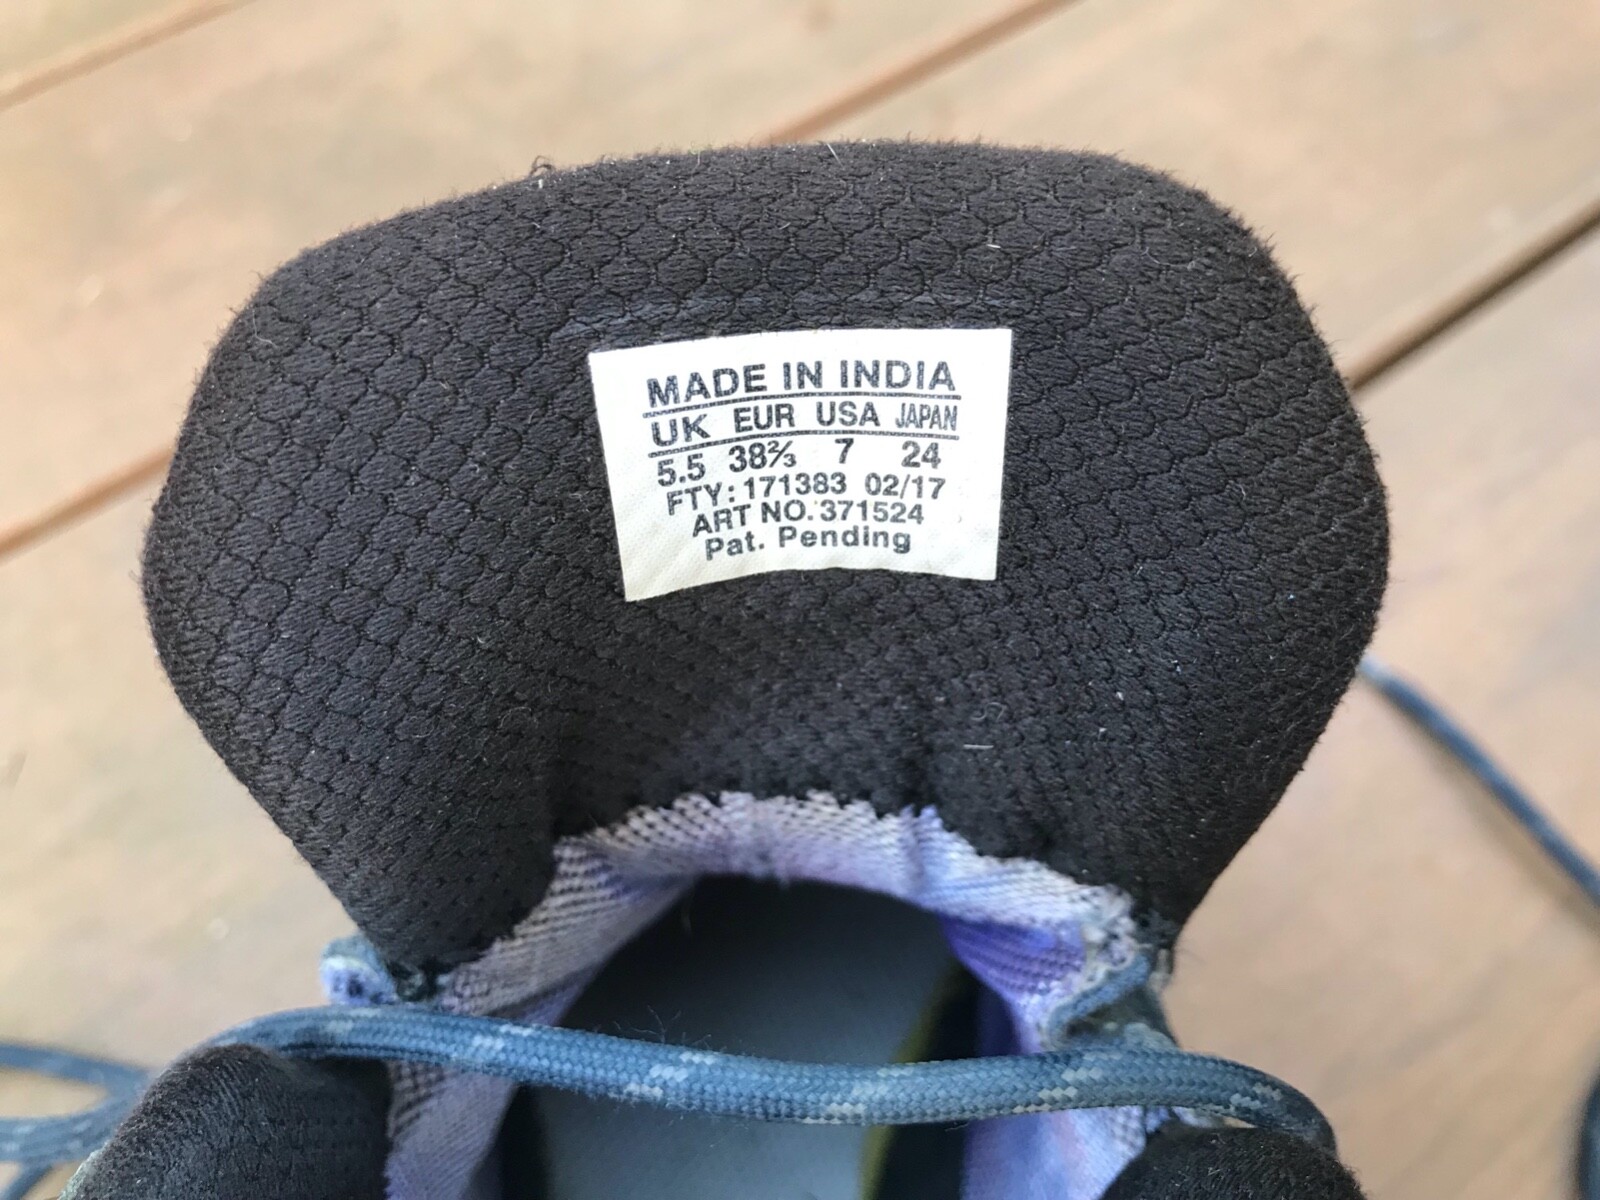 MADE IN INDIA
UK EUR USA JAPAN
5.5 38⅔ 7 24
FTY: 171383 02/17
ART NO. 371524
Pat. Pending